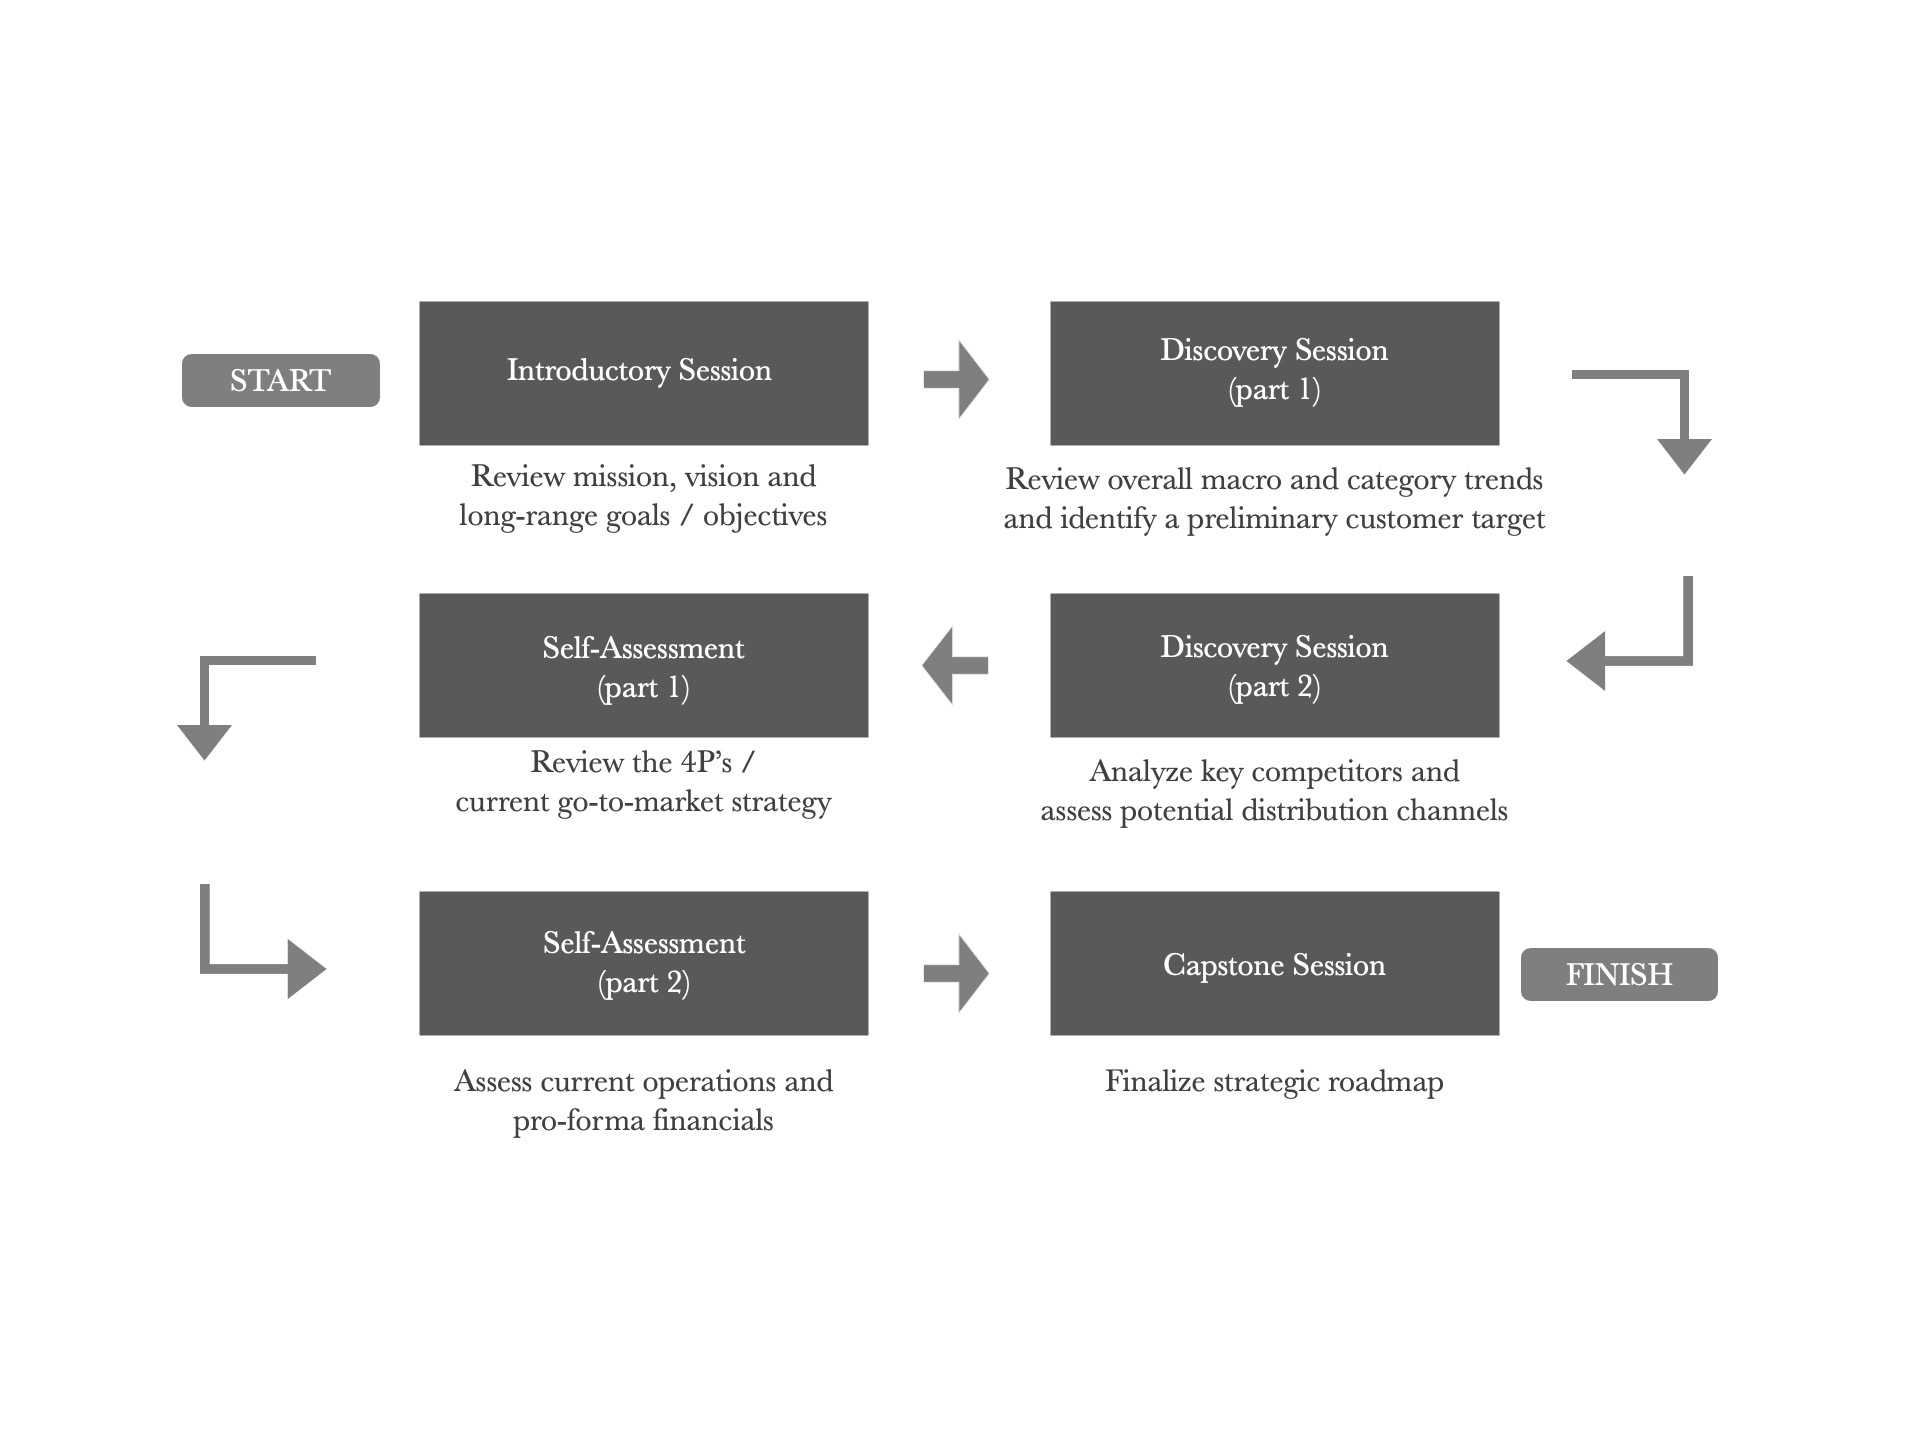 START
Introductory Session
Review mission, vision and
long-range goals / objectives
Discovery Session
(part 1)
Review overall macro and category trends
and identify a preliminary customer target
Discovery Session
(part 2)
Analyze key competitors and
assess potential distribution channels
Self-Assessment
(part 1)
Review the 4P’s /
current go-to-market strategy
Self-Assessment
(part 2)
Assess current operations and
pro-forma financials
Capstone Session
Finalize strategic roadmap
FINISH